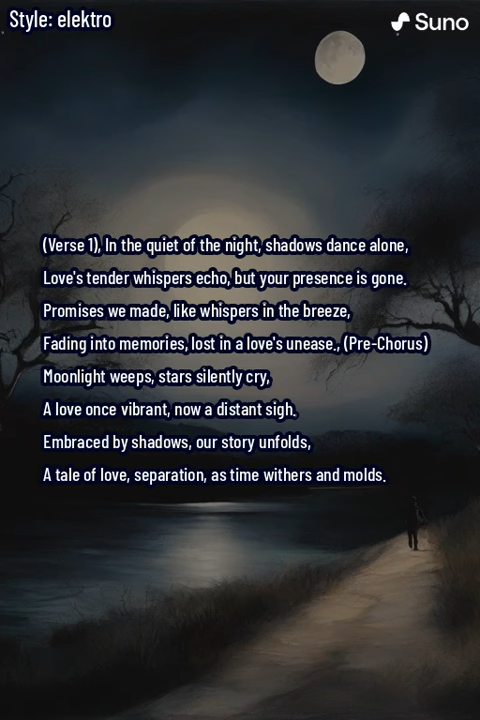 Style: elektro
Suno
(Verse 1), In the quiet of the night, shadows dance alone,
Love's tender whispers echo, but your presence is gone.
Promises we made, like whispers in the breeze,
Fading into memories, lost in a love's unease., (Pre-Chorus)
Moonlight weeps, stars silently cry,
A love once vibrant, now a distant sigh.
Embraced by shadows, our story unfolds,
A tale of love, separation, as time withers and molds.